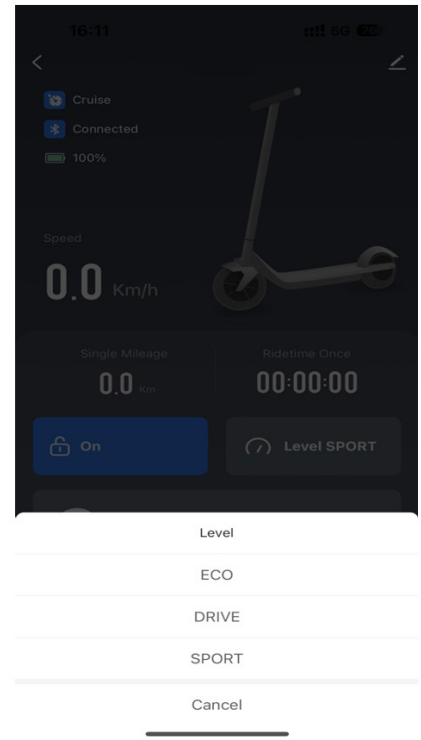 16:11 5G
Cruise
Connected
100%
Speed
0.0 Km/h
Single Mileage Ridetime Once
0.0 Km 00:00:00
On Level SPORT
Level
ECO
DRIVE
SPORT
Cancel